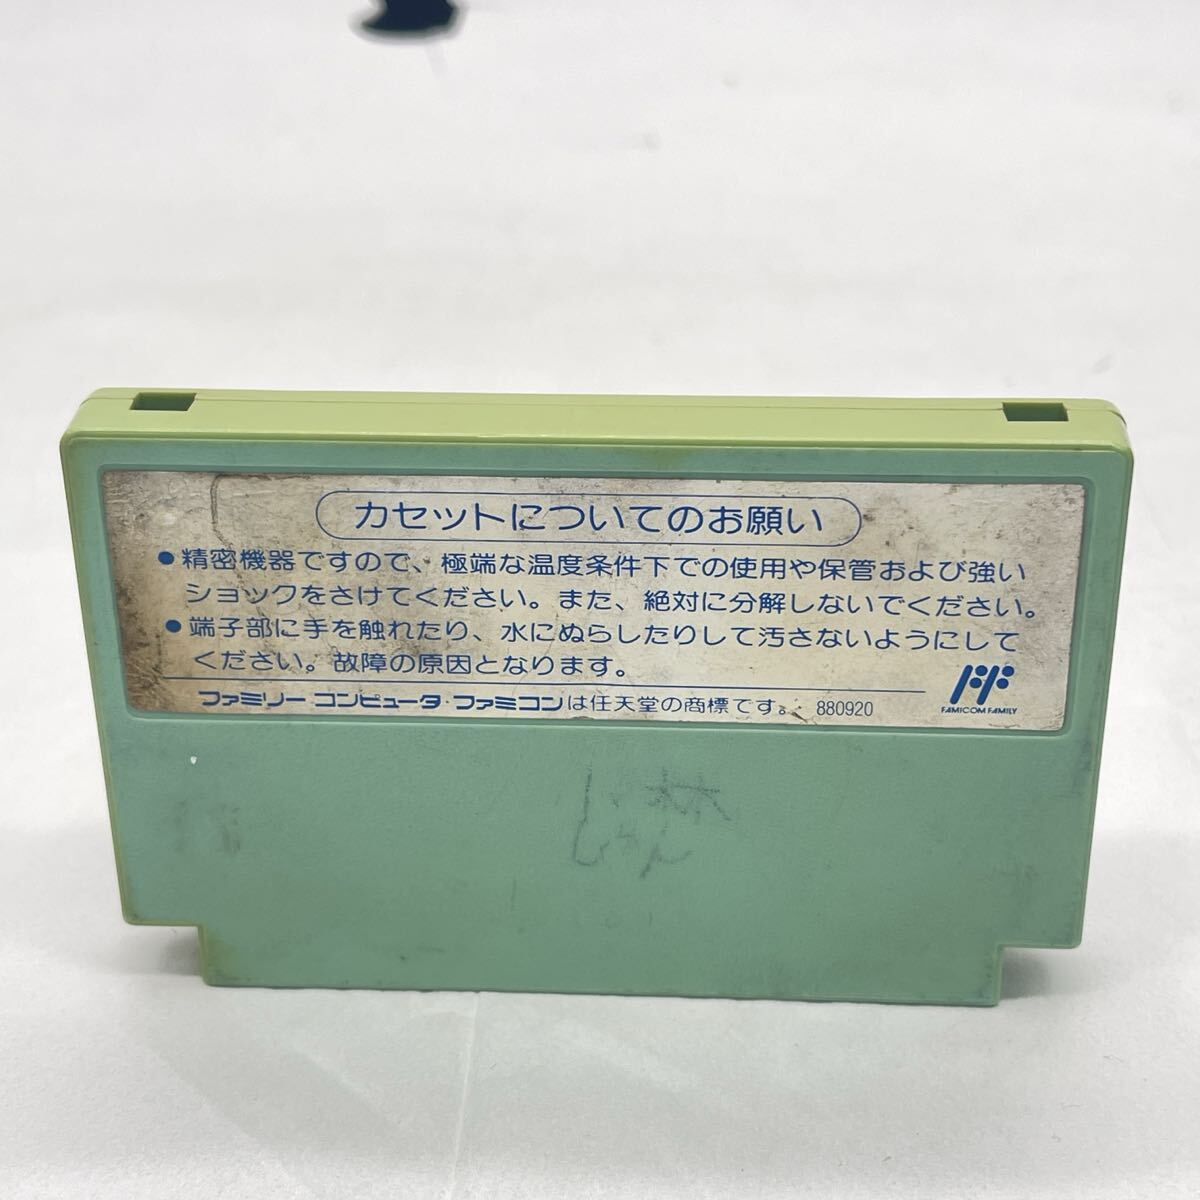 カセットについてのお願い
●精密機器ですので、極端な温度条件下での使用や保管および強い
ショックをさけてください。また、絶対に分解しないでください。
●端子部に手を触れたり、水にぬらしたりして汚さないようにして
ください。故障の原因となります。
FAMICOM FAMILY
ファミリーコンピュータ・ファミコンは任天堂の商標です。 880920